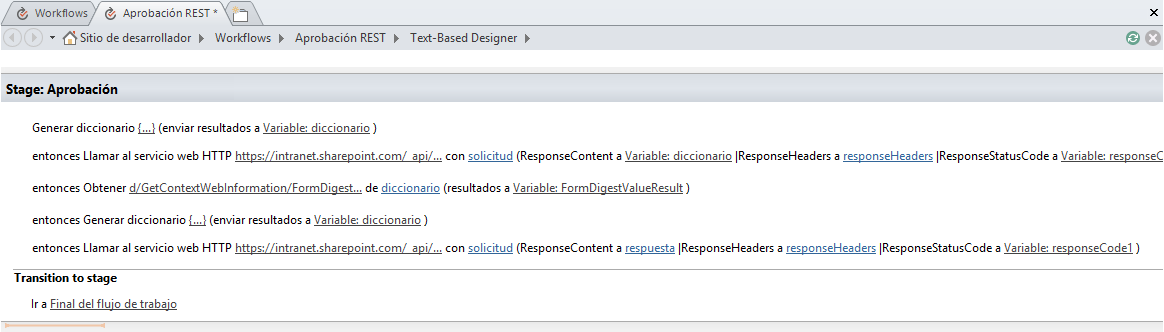 Workflows Aprobación REST *
Sitio de desarrollador Workflows Aprobación REST Text-Based Designer
Stage: Aprobación
Generar diccionario {...} (enviar resultados a Variable: diccionario )
entonces Llamar al servicio web HTTP https://intranet.sharepoint.com/_api/... con solicitud (ResponseContent a Variable: diccionario |ResponseHeaders a responseHeaders |ResponseStatusCode a Variable: responseC
entonces Obtener d/GetContextWebInformation/FormDigest... de diccionario (resultados a Variable: FormDigestValueResult )
entonces Generar diccionario {...} (enviar resultados a Variable: diccionario )
entonces Llamar al servicio web HTTP https://intranet.sharepoint.com/_api/... con solicitud (ResponseContent a respuesta |ResponseHeaders a responseHeaders |ResponseStatusCode a Variable: responseCode1 )
Transition to stage
Ir a Final del flujo de trabajo